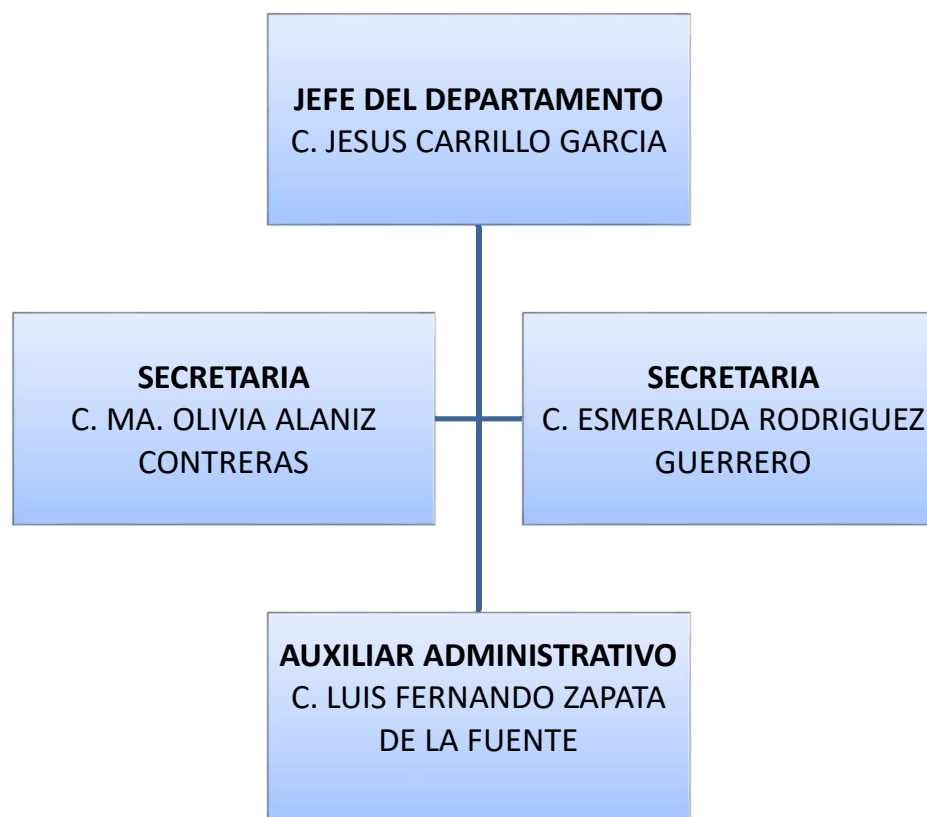 JEFE DEL DEPARTAMENTO
C. JESUS CARRILLO GARCIA
SECRETARIA
C. MA. OLIVIA ALANIZ
CONTRERAS
SECRETARIA
C. ESMERALDA RODRIGUEZ
GUERRERO
AUXILIAR ADMINISTRATIVO
C. LUIS FERNANDO ZAPATA
DE LA FUENTE